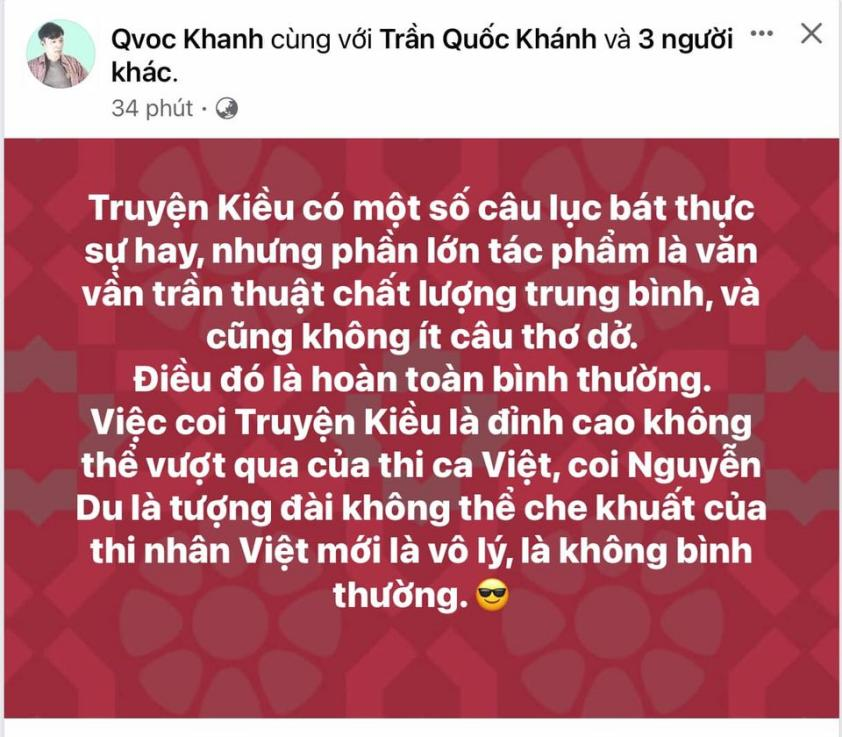 Qvoc Khanh cùng với Trần Quốc Khánh và 3 người
khác.
34 phút ·
Truyện Kiều có một số câu lục bát thực
sự hay, nhưng phần lớn tác phẩm là văn
vần trần thuật chất lượng trung bình, và
cũng không ít câu thơ dở.
Điều đó là hoàn toàn bình thường.
Việc coi Truyện Kiều là đỉnh cao không
thể vượt qua của thi ca Việt, coi Nguyễn
Du là tượng đài không thể che khuất của
thi nhân Việt mới là vô lý, là không bình
thường. 😎